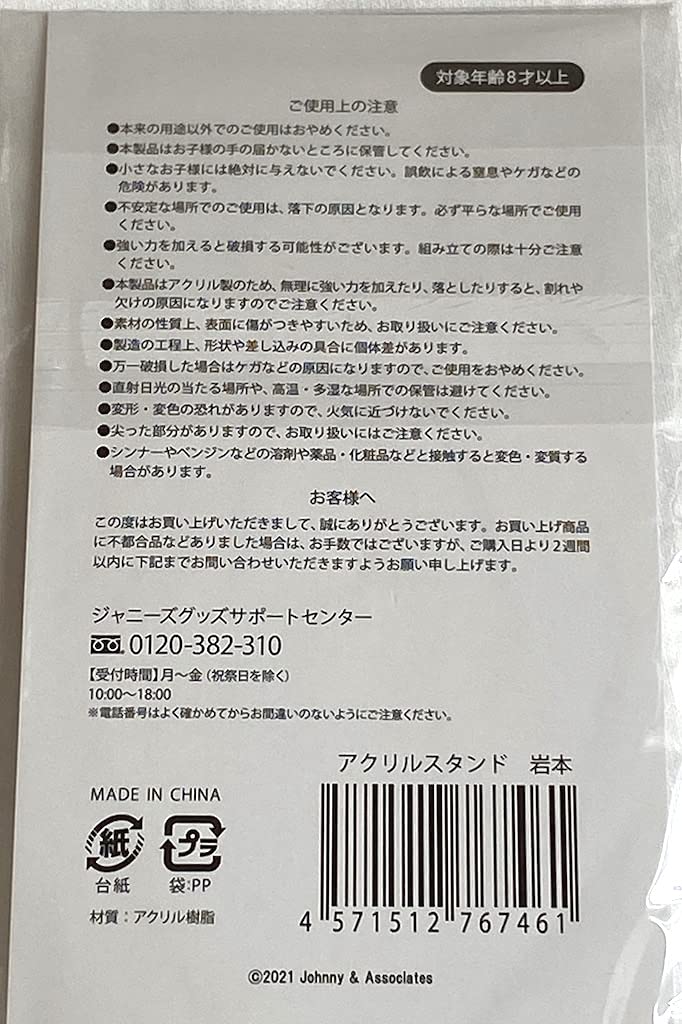 対象年齢8才以上
ご使用上の注意
●本来の用途以外でのご使用はおやめください。
●本製品はお子様の手の届かないところに保管してください。
●小さなお子様には絶対に与えないでください。誤飲による窒息やケガなどの
危険があります。
●不安定な場所でのご使用は、落下の原因となります。必ず平らな場所でご使用
ください。
●強い力を加えると破損する可能性がございます。組み立ての際は十分ご注意
ください。
●本製品はアクリル製のため、無理に強い力を加えたり、落としたりすると、割れや
欠けの原因になりますのでご注意ください。
●素材の性質上、表面に傷がつきやすいため、お取り扱いにご注意ください。
●製造の工程上、形状や差し込みの具合に個体差があります。
●万一破損した場合はケガなどの原因になりますので、ご使用をおやめください。
●直射日光の当たる場所や、高温・多湿な場所での保管は避けてください。
●変形・変色の恐れがありますので、火気に近づけないでください。
●尖った部分がありますので、お取り扱いにはご注意ください。
●シンナーやベンジンなどの溶剤や薬品・化粧品などと接触すると変色・変質する
場合があります。
お客様へ
この度はお買い上げいただきまして、誠にありがとうございます。お買い上げ商品
に不都合品などありました場合は、お手数ではございますが、ご購入日より2週間
以内に下記までお問い合わせいただきますようお願い申し上げます。
ジャニーズグッズサポートセンター
0120-382-310
【受付時間】月〜金（祝祭日を除く）
10:00〜18:00
※電話番号はよく確かめてからお間違いのないようにご注意ください。
アクリルスタンド 岩本
MADE IN CHINA
紙 プラ
台紙 袋:PP
材質：アクリル樹脂
4 571512 767461
©2021 Johnny & Associates